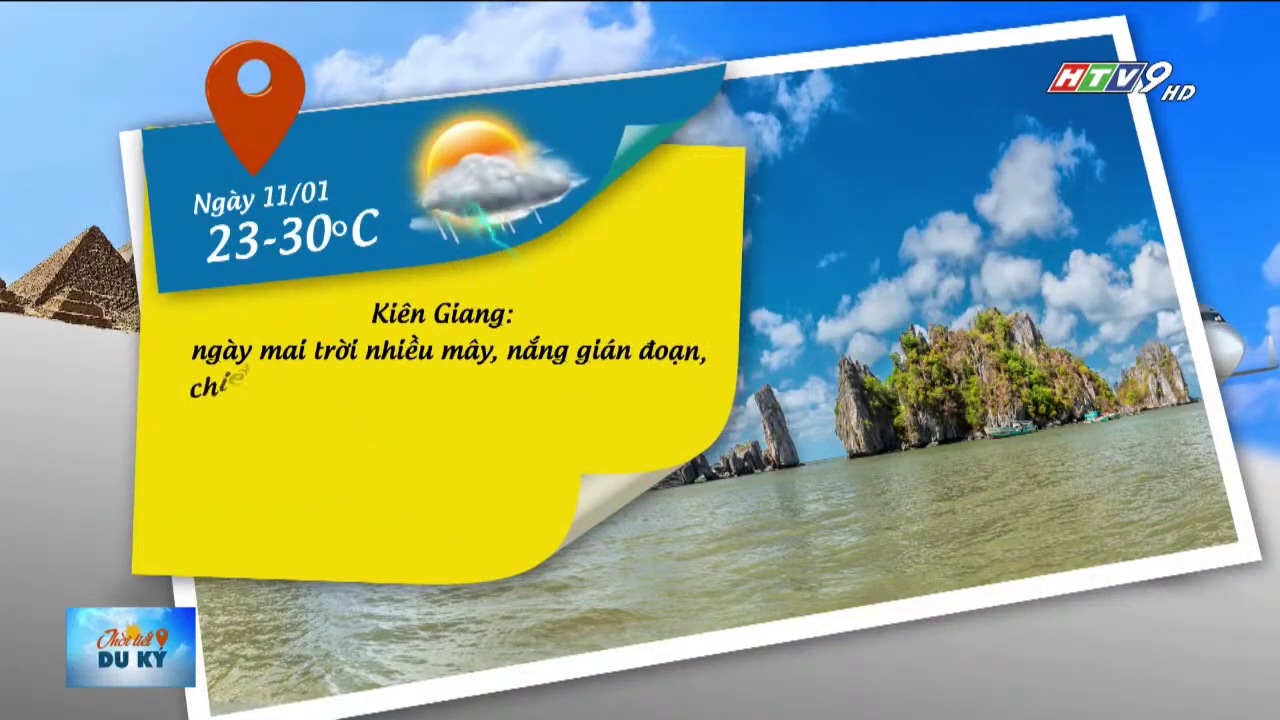 HTV9 HD
Ngày 11/01
23-30°C
Kiên Giang:
ngày mai trời nhiều mây, nắng gián đoạn,
Thời tiết
DU KÝ